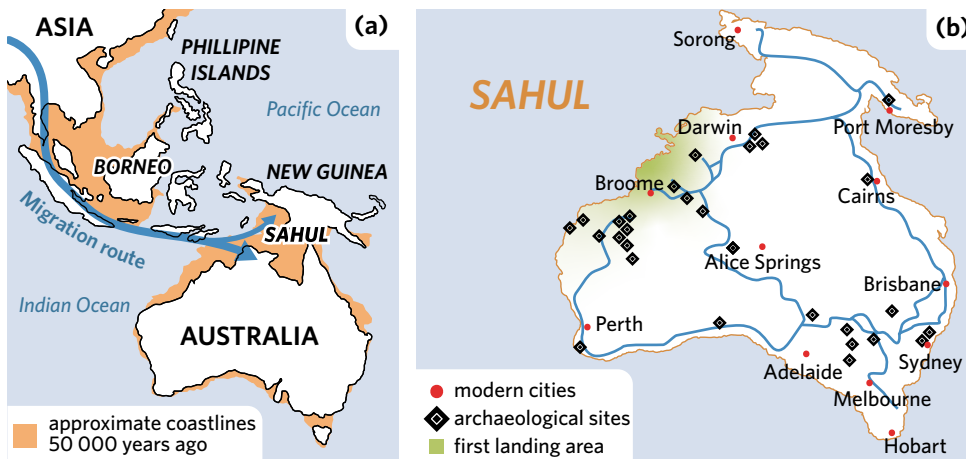 ASIA
(a)
PHILLIPINE
ISLANDS
Pacific Ocean
BORNEO
NEW GUINEA
Migration route
SAHUL
Indian Ocean
AUSTRALIA
approximate coastlines
50 000 years ago
(b)
Sorong
SAHUL
Darwin
Port Moresby
Broome
Cairns
Alice Springs
Brisbane
Perth
Adelaide
Sydney
Melbourne
Hobart
modern cities
archaeological sites
first landing area